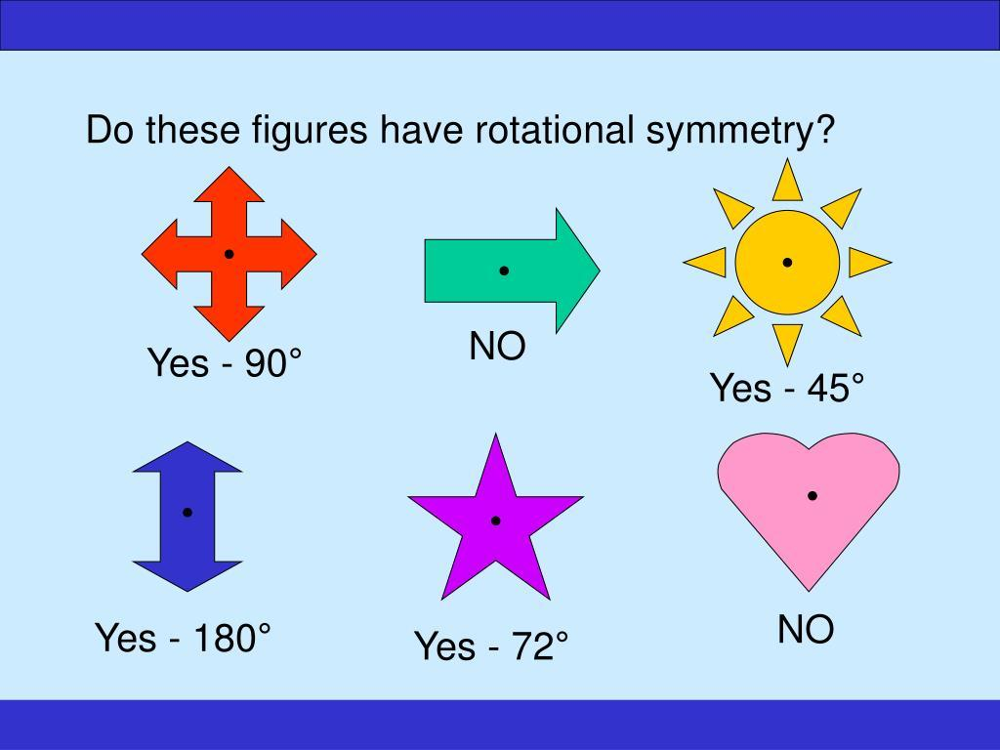 Do these figures have rotational symmetry?
Yes - 90°
NO
Yes - 45°
Yes - 180°
Yes - 72°
NO